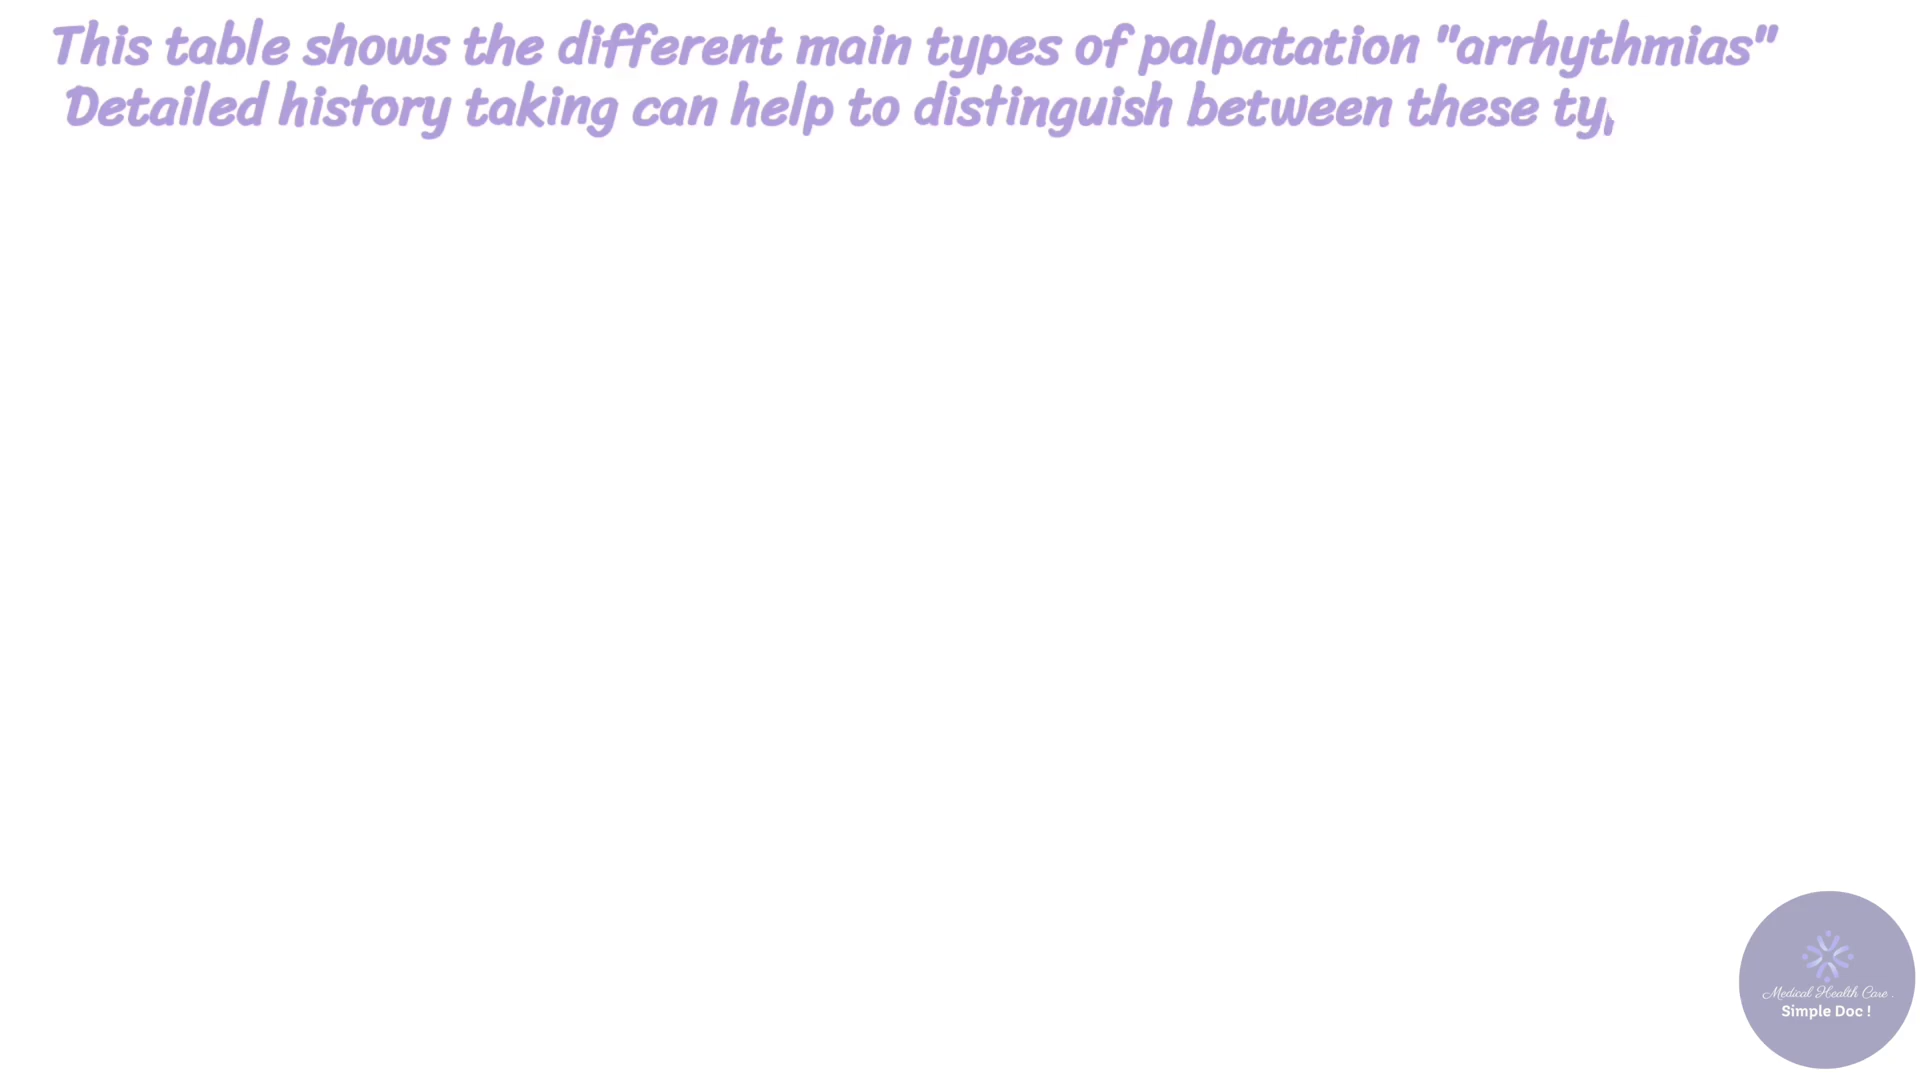 This table shows the different main types of palpatation "arrhythmias"
Detailed history taking can help to distinguish between these
Medical Health Care .
Simple Doc !